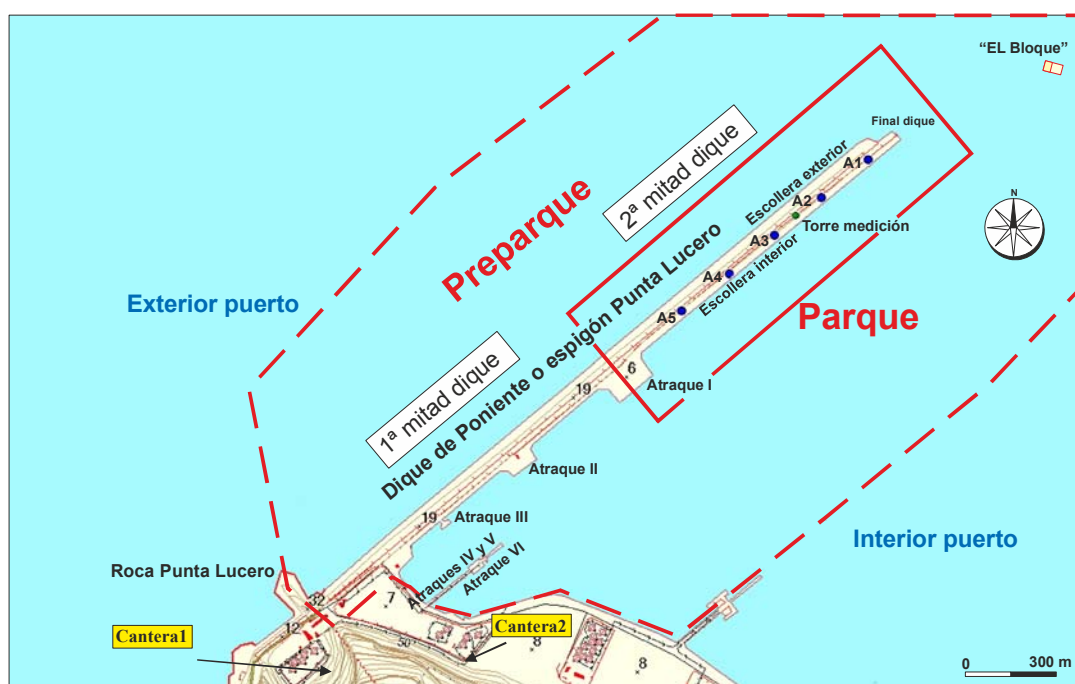 “EL Bloque”
Final dique
Escollera exterior
A1
2ª mitad dique
A2
Torre medición
N
A3
Preparque
A4
Escollera interior
Exterior puerto
A5
Parque
Dique de Poniente o espigón Punta Lucero
6
Atraque I
1ª mitad dique
19
Atraque II
19
Atraque III
Interior puerto
Atraques IV y V
Atraque VI
Roca Punta Lucero
32
7
12
Cantera1
50
Cantera2
8
8
0 300 m